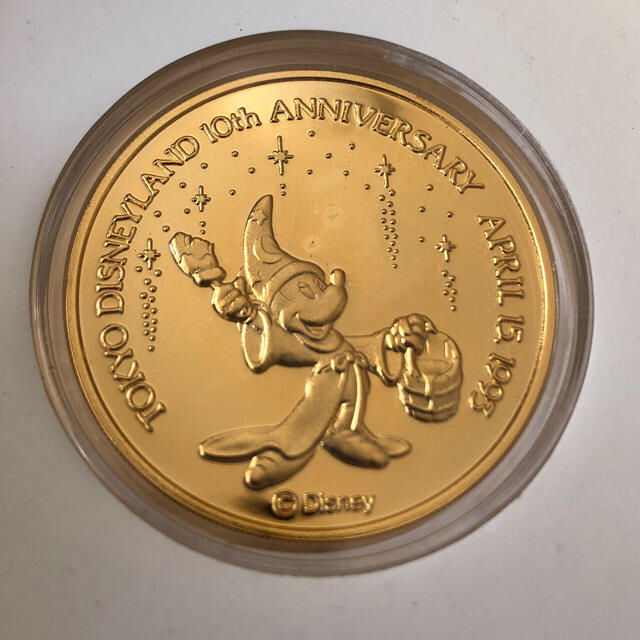 TOKYO DISNEYLAND 10th ANNIVERSARY APRIL 15, 1993
© Disney